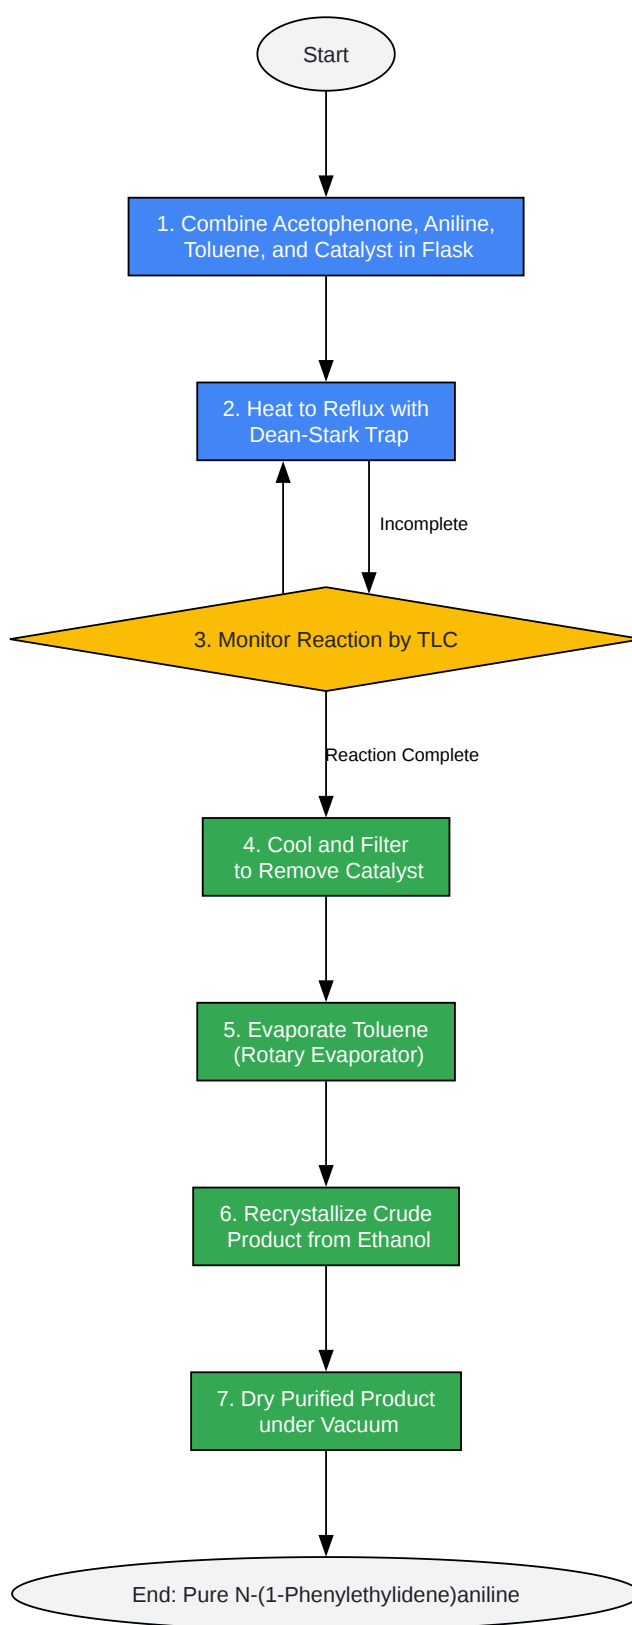 Start
1. Combine Acetophenone, Aniline,
Toluene, and Catalyst in Flask
2. Heat to Reflux with
Dean-Stark Trap
Incomplete
3. Monitor Reaction by TLC
Reaction Complete
4. Cool and Filter
to Remove Catalyst
5. Evaporate Toluene
(Rotary Evaporator)
6. Recrystallize Crude
Product from Ethanol
7. Dry Purified Product
under Vacuum
End: Pure N-(1-Phenylethylidene)aniline